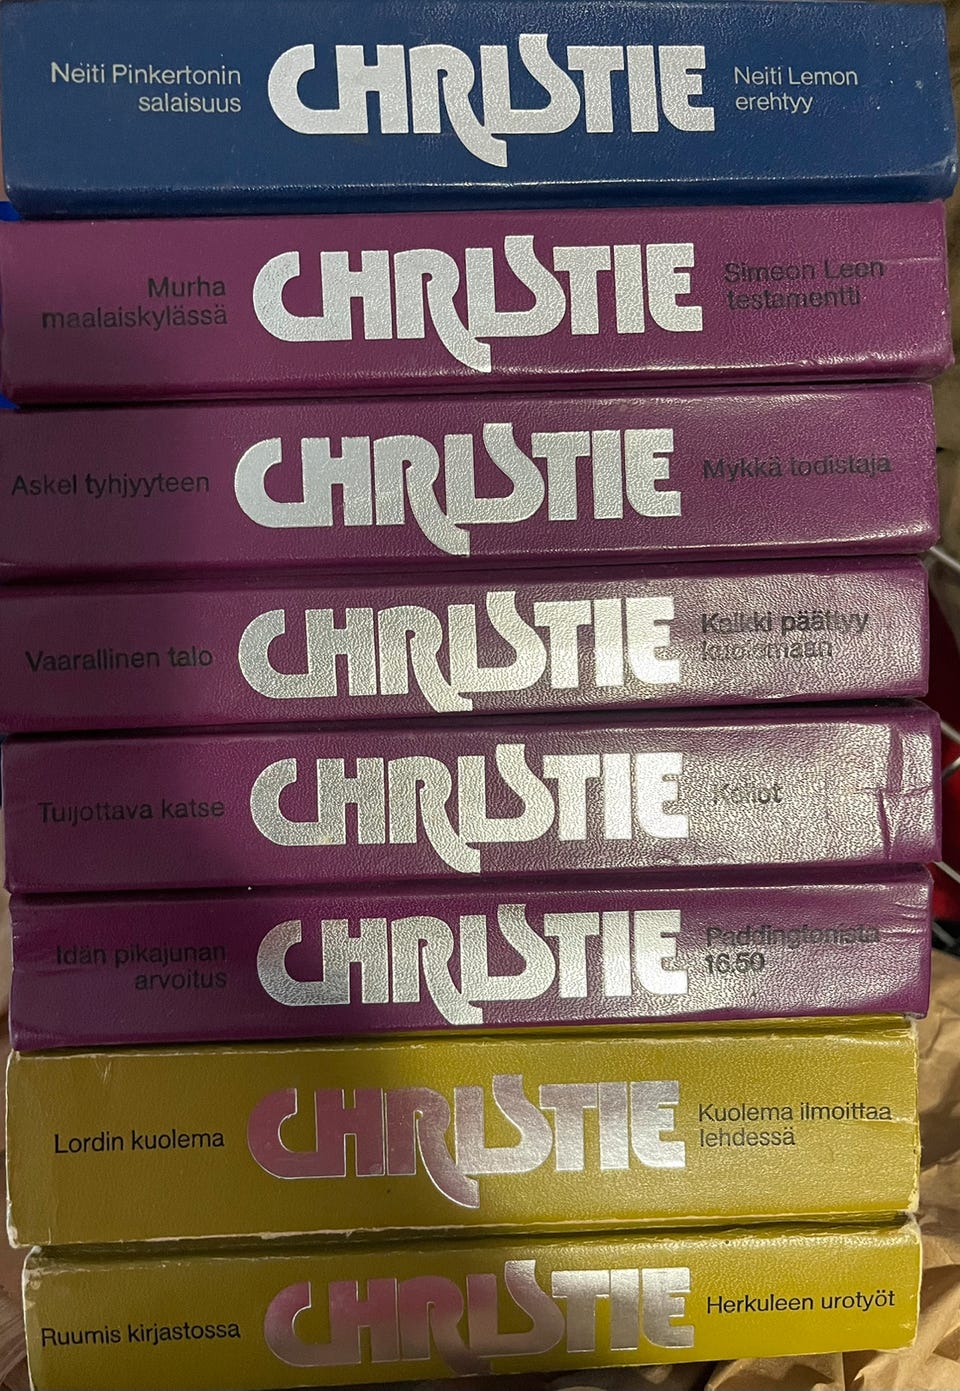 Neiti Pinkertonin
salaisuus
CHRISTIE
Neiti Lemon
erehtyy
Murha
maalaiskylässä
CHRISTIE
Simeon Leen
testamentti
Askel tyhjyyteen
CHRISTIE
Mykkä todistaja
Vaarallinen talo
CHRISTIE
Kaikki päättyy
kuolemaan
Tuijottava katse
CHRISTIE
Kellot
Idän pikajunan
arvoitus
CHRISTIE
Paddingtonista
16.50
Lordin kuolema
CHRISTIE
Kuolema ilmoittaa
lehdessä
Ruumis kirjastossa
CHRISTIE
Herkuleen urotyöt